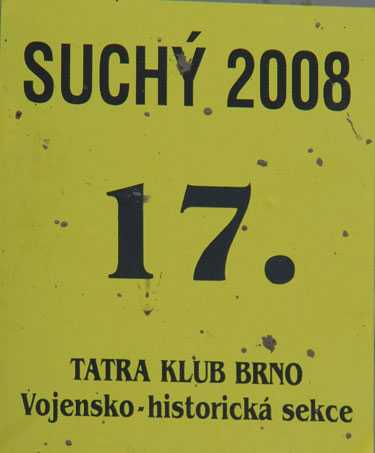 SUCHÝ 2008
17.
TATRA KLUB BRNO
Vojensko-historická sekce